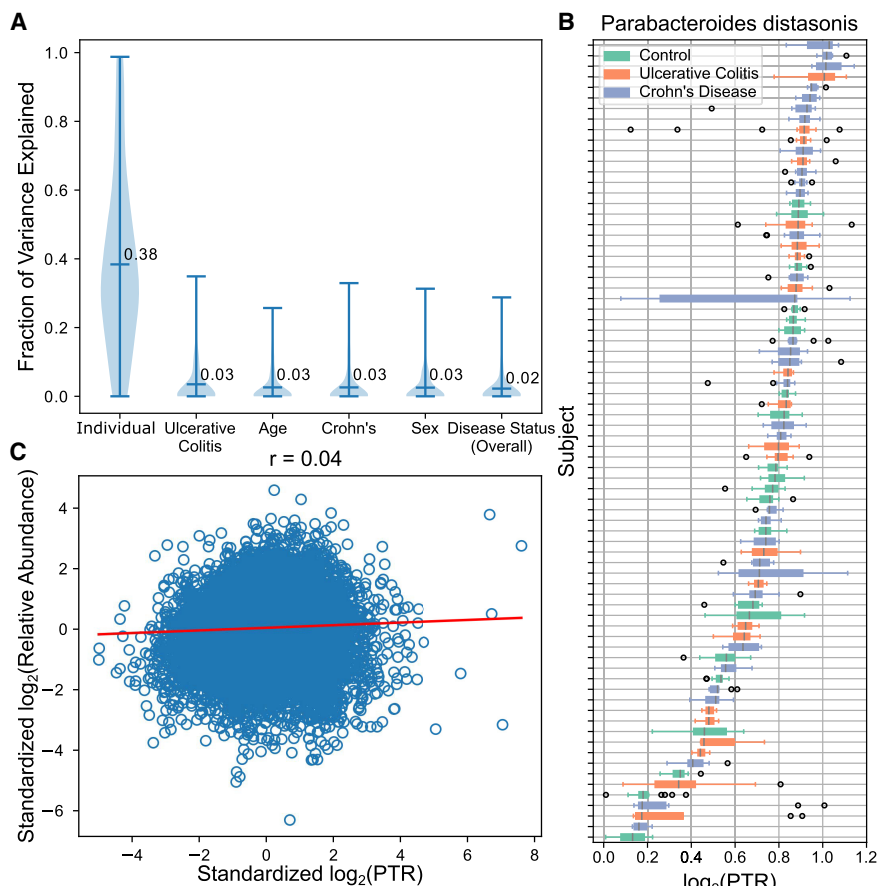 A
Fraction of Variance Explained
1.0
0.8
0.6
0.4
0.2
0.0
0.38
0.03
0.03
0.03
0.03
0.02
Individual
Ulcerative
Colitis
Age
Crohn's
Sex
Disease Status
(Overall)
B
Parabacteroides distasonis
Control
Ulcerative Colitis
Crohn's Disease
Subject
0.0
0.2
0.4
0.6
0.8
1.0
1.2
log₂(PTR)
C
r = 0.04
Standardized log₂(Relative Abundance)
4
2
0
−2
−4
−6
−4
−2
0
2
4
6
8
Standardized log₂(PTR)